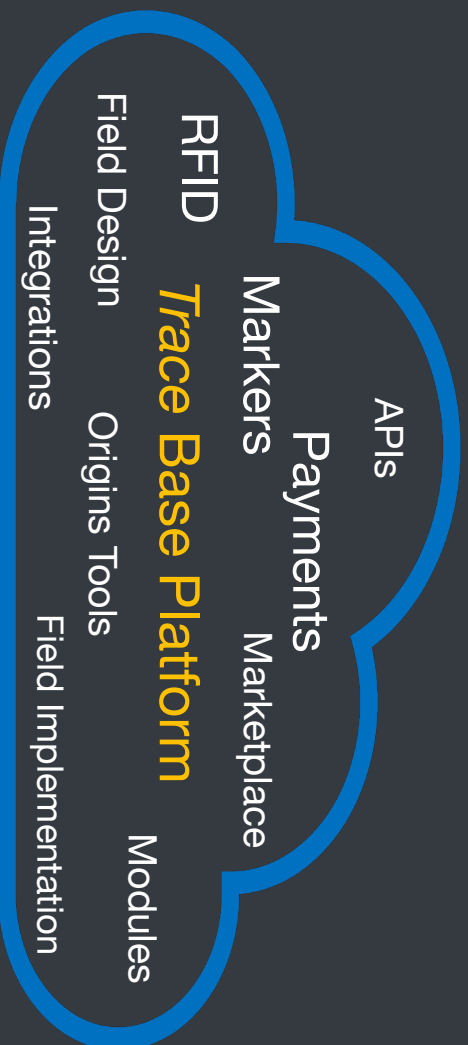 APIs
Payments
Markers
Marketplace
RFID
Trace Base Platform
Modules
Field Design
Origins Tools
Integrations
Field Implementation